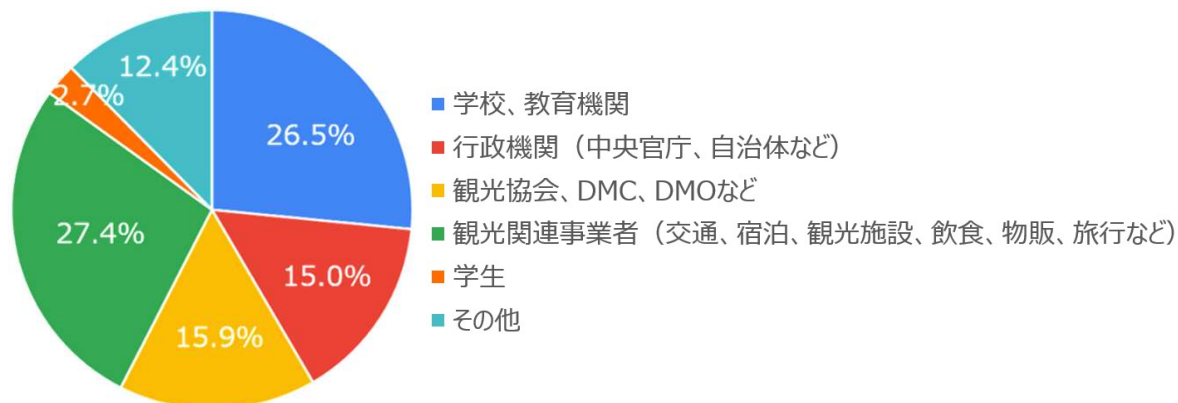 12.4%
2.7%
26.5%
27.4%
15.0%
15.9%
学校、教育機関
行政機関（中央官庁、自治体など）
観光協会、DMC、DMOなど
観光関連事業者（交通、宿泊、観光施設、飲食、物販、旅行など）
学生
その他